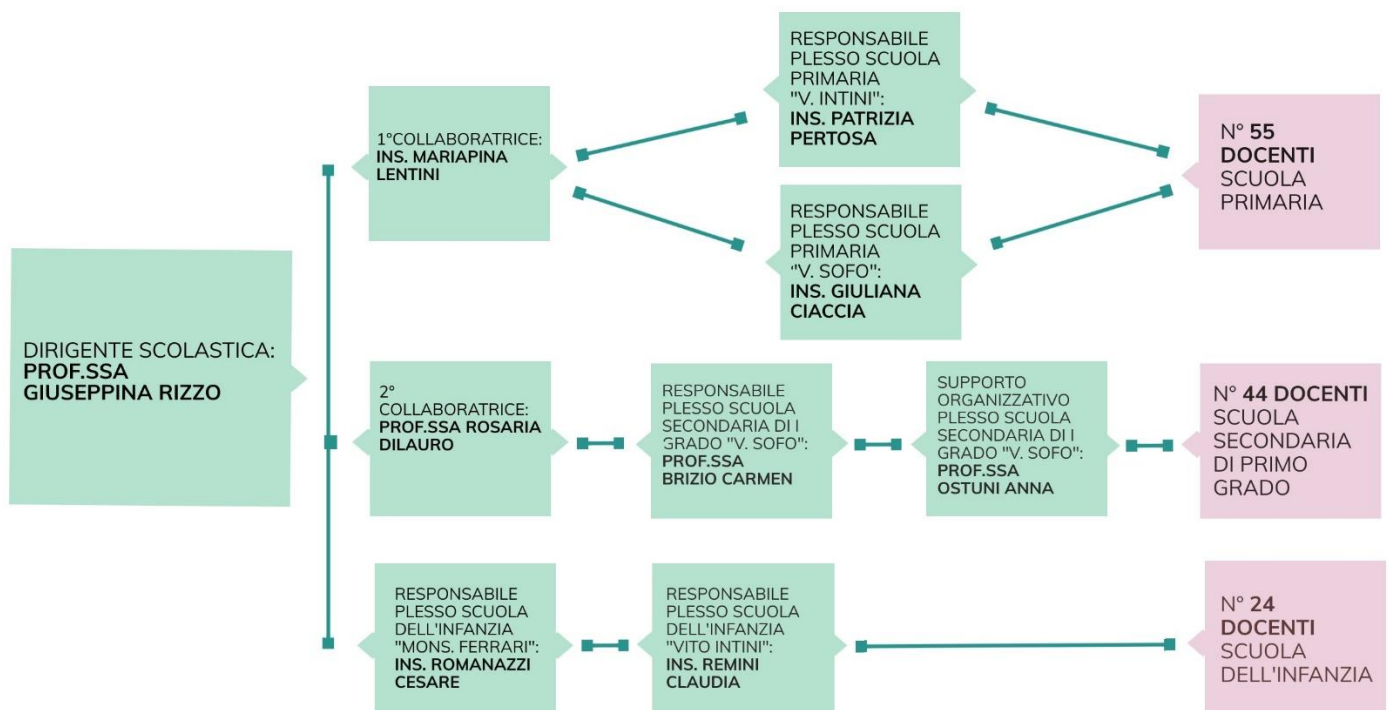 DIRIGENTE SCOLASTICA:
PROF.SSA
GIUSEPPINA RIZZO
1°COLLABORATRICE:
INS. MARIAPINA
LENTINI
RESPONSABILE
PLESSO SCUOLA
PRIMARIA
"V. INTINI":
INS. PATRIZIA
PERTOSA
RESPONSABILE
PLESSO SCUOLA
PRIMARIA
"V. SOFO":
INS. GIULIANA
CIACCIA
N° 55
DOCENTI
SCUOLA
PRIMARIA
2°
COLLABORATRICE:
PROF.SSA ROSARIA
DILAURO
RESPONSABILE
PLESSO SCUOLA
SECONDARIA DI I
GRADO "V. SOFO":
PROF.SSA
BRIZIO CARMEN
SUPPORTO
ORGANIZZATIVO
PLESSO SCUOLA
SECONDARIA DI I
GRADO "V. SOFO":
PROF.SSA
OSTUNI ANNA
N° 44 DOCENTI
SCUOLA
SECONDARIA
DI PRIMO
GRADO
RESPONSABILE
PLESSO SCUOLA
DELL'INFANZIA
"MONS. FERRARI":
INS. ROMANAZZI
CESARE
RESPONSABILE
PLESSO SCUOLA
DELL'INFANZIA
"VITO INTINI":
INS. REMINI
CLAUDIA
N° 24
DOCENTI
SCUOLA
DELL'INFANZIA